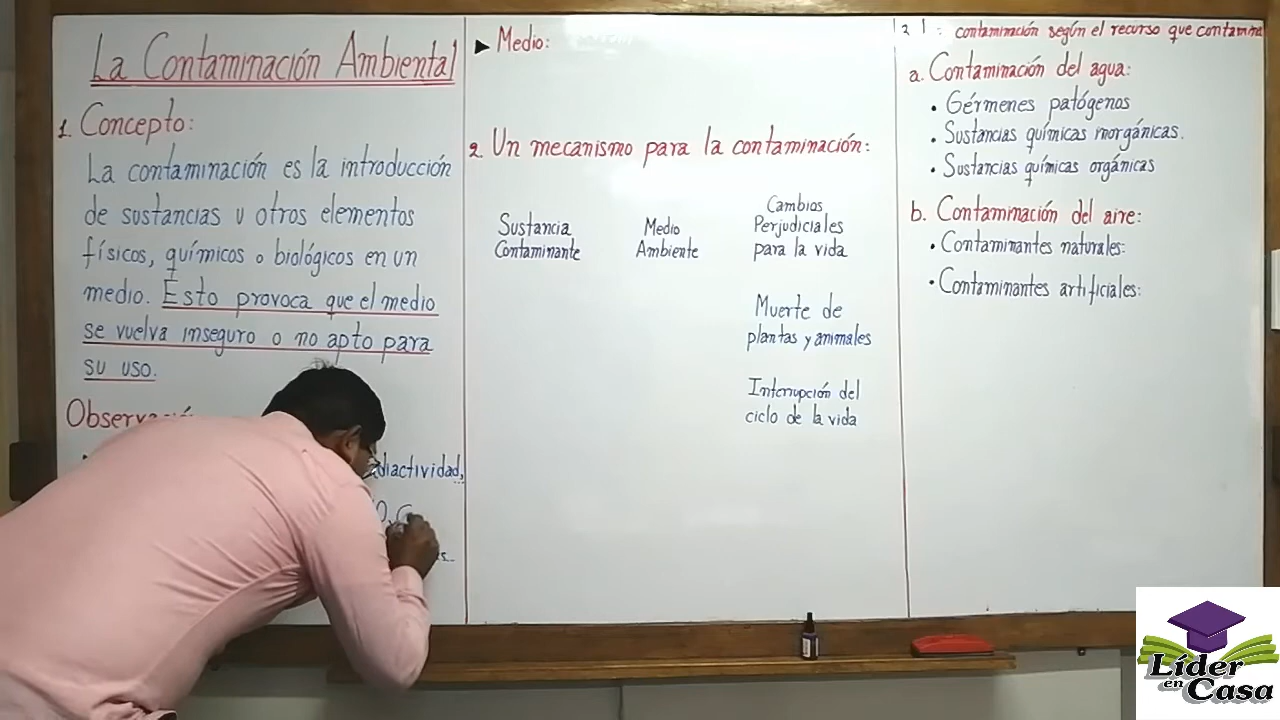 La Contaminación Ambiental
1. Concepto:
La contaminación es la introducción
de sustancias u otros elementos
físicos, químicos o biológicos en un
medio. Esto provoca que el medio
se vuelva inseguro o no apto para
su uso.
► Medio:
2. Un mecanismo para la contaminación:
Sustancia
Contaminante
Medio
Ambiente
Cambios
Perjudiciales
para la vida
Muerte de
plantas y animales
Interrupción del
ciclo de la vida
contaminación según el recurso que contamina
a. Contaminación del agua:
• Gérmenes patógenos
• Sustancias químicas inorgánicas.
• Sustancias químicas orgánicas
b. Contaminación del aire:
• Contaminantes naturales:
• Contaminantes artificiales:
Líder
en
Casa